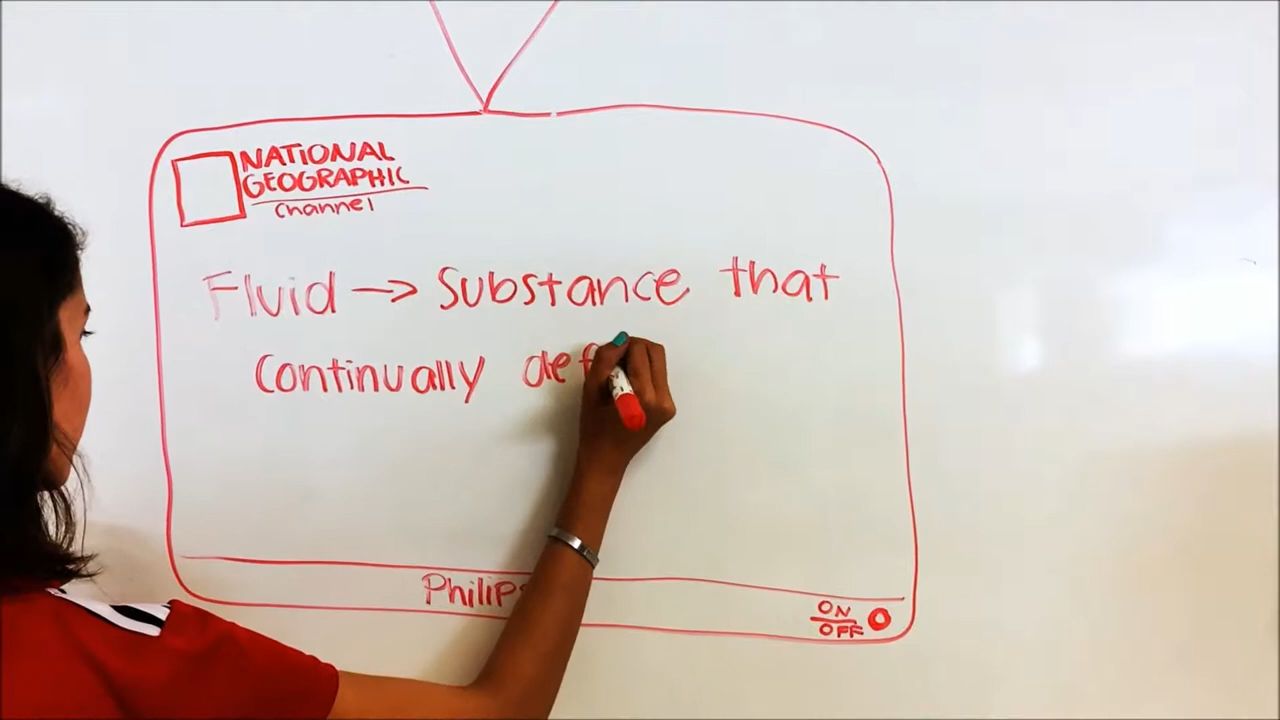 NATIONAL
GEOGRAPHIC
Channel
Fluid → Substance that
continually def
Philips
ON
OFF